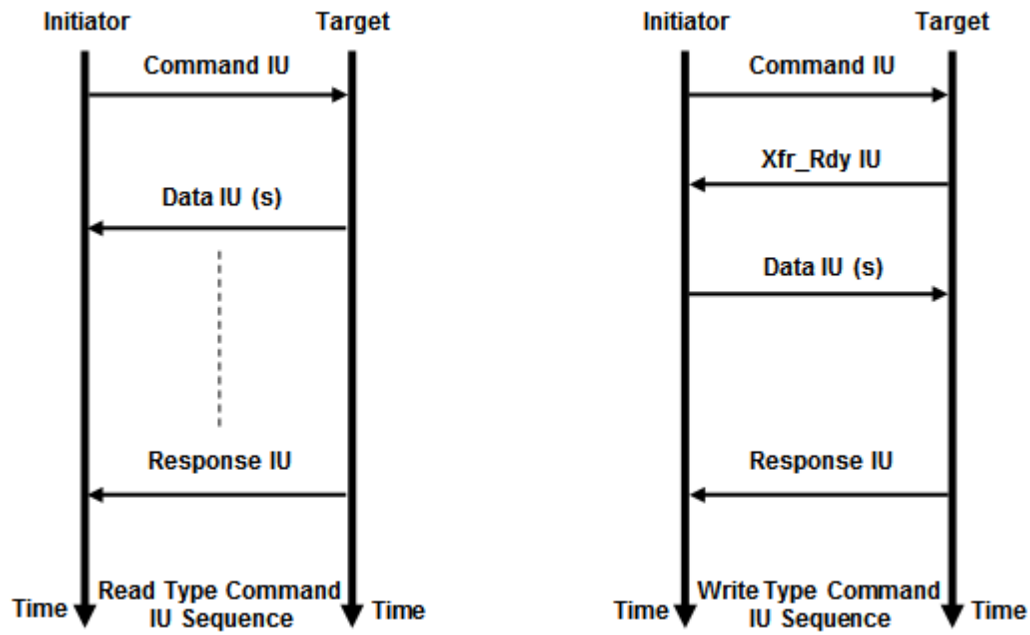 Initiator
Target
Command IU
Data IU (s)
Response IU
Time
Read Type Command
IU Sequence
Time
Initiator
Target
Command IU
Xfr_Rdy IU
Data IU (s)
Response IU
Time
Write Type Command
IU Sequence
Time